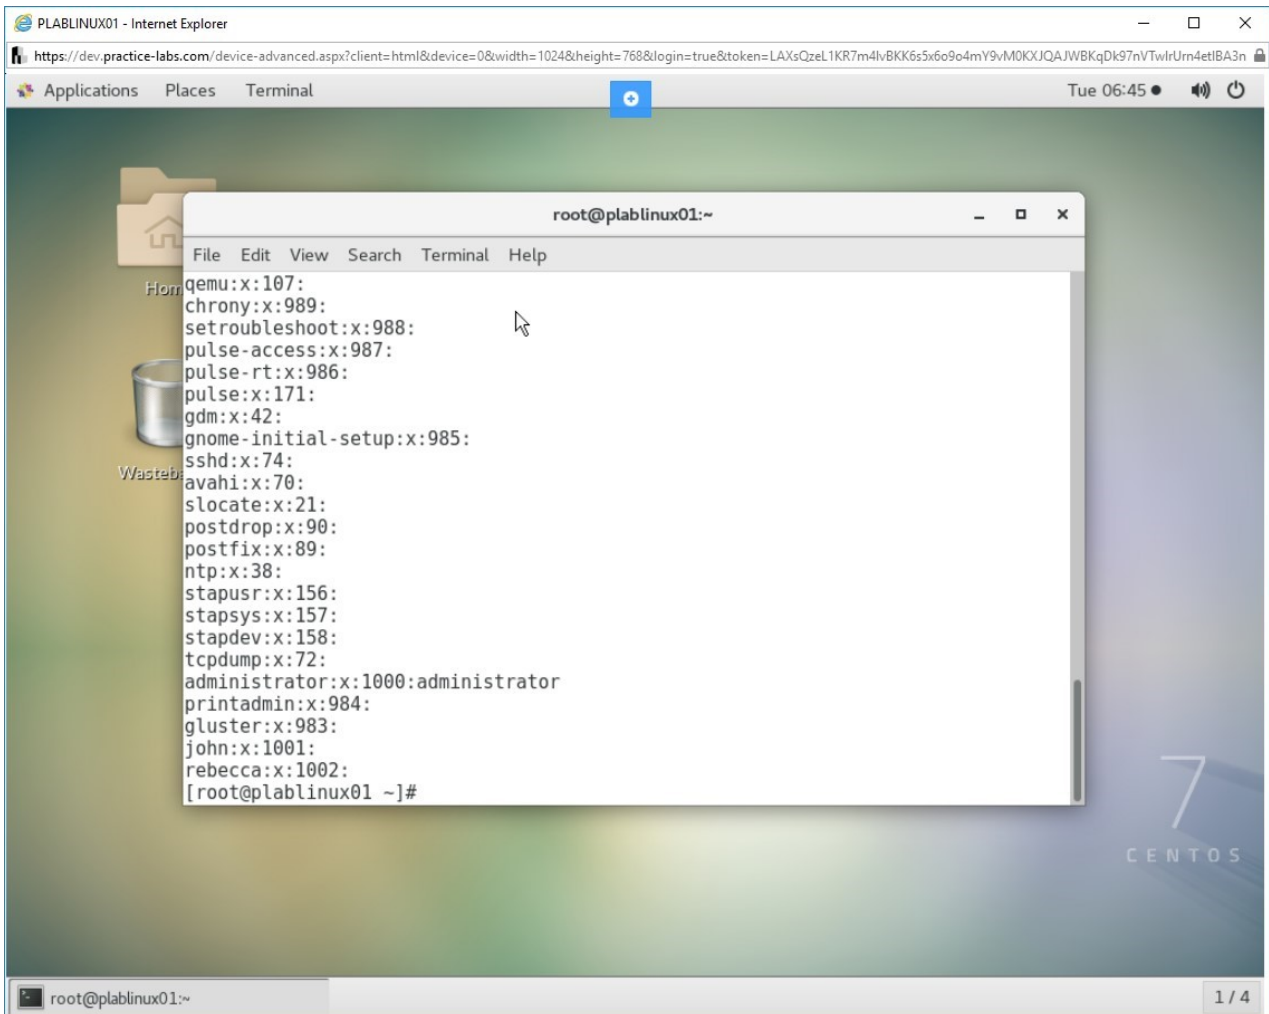 PLABLINUX01 - Internet Explorer
https://dev.practice-labs.com/device-advanced.aspx?client=html&device=0&width=1024&height=768&login=true&token=LAXsQzeL1KR7m4lvBKK6s5x6o9o4mY9vM0KXJQAJWBKqDk97nVTwlrUrn4etIBA3n
Applications Places Terminal Tue 06:45
root@plablinux01:~
File Edit View Search Terminal Help
Hom
Wasteb
qemu:x:107:
chrony:x:989:
setroubleshoot:x:988:
pulse-access:x:987:
pulse-rt:x:986:
pulse:x:171:
gdm:x:42:
gnome-initial-setup:x:985:
sshd:x:74:
avahi:x:70:
slocate:x:21:
postdrop:x:90:
postfix:x:89:
ntp:x:38:
stapusr:x:156:
stapsys:x:157:
stapdev:x:158:
tcpdump:x:72:
administrator:x:1000:administrator
printadmin:x:984:
gluster:x:983:
john:x:1001:
rebecca:x:1002:
[root@plablinux01 ~]#
7
CENTOS
root@plablinux01:~
1 / 4